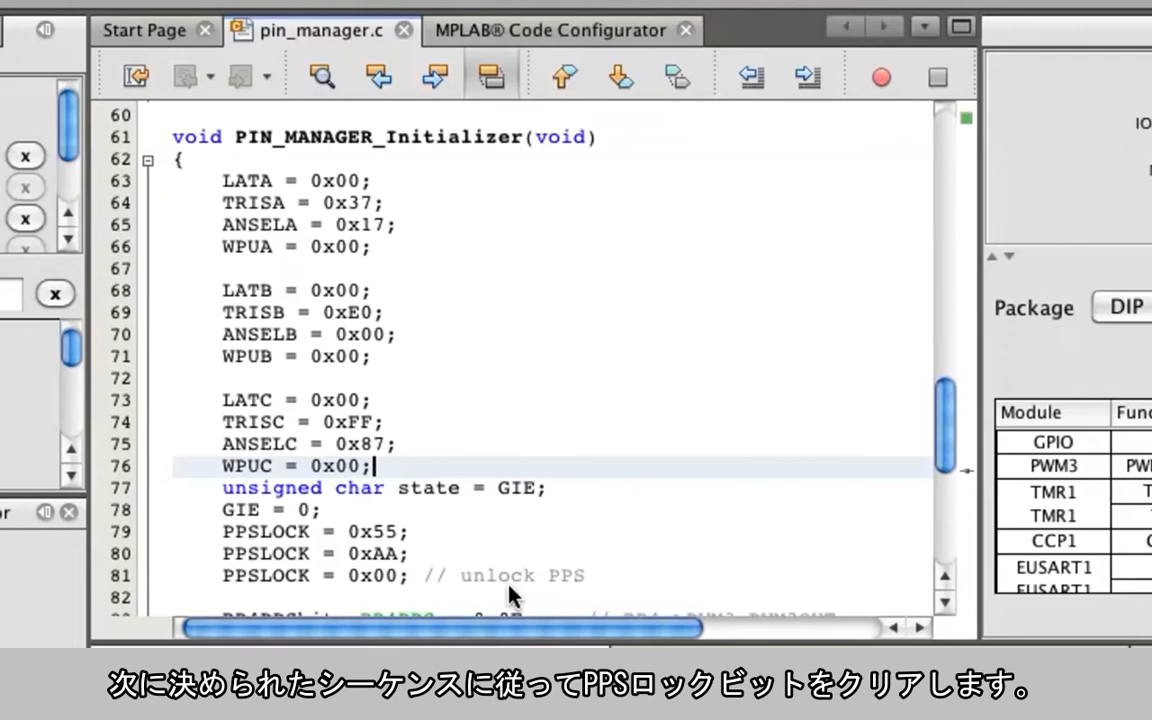 Start Page
pin_manager.c
MPLAB® Code Configurator
60
61 void PIN_MANAGER_Initializer(void)
62 {
63 LATA = 0x00;
64 TRISA = 0x37;
65 ANSELA = 0x17;
66 WPUA = 0x00;
67
68 LATB = 0x00;
69 TRISB = 0xE0;
70 ANSELB = 0x00;
71 WPUB = 0x00;
72
73 LATC = 0x00;
74 TRISC = 0xFF;
75 ANSELC = 0x87;
76 WPUC = 0x00;
77 unsigned char state = GIE;
78 GIE = 0;
79 PPSLOCK = 0x55;
80 PPSLOCK = 0xAA;
81 PPSLOCK = 0x00; // unlock PPS
82
x
x
x
x
IO
Package DIP
Module Func
GPIO
PWM3 PW
TMR1 T
TMR1
CCP1 C
EUSART1
EUSART1
or
次に決められたシーケンスに従ってPPSロックビットをクリアします。